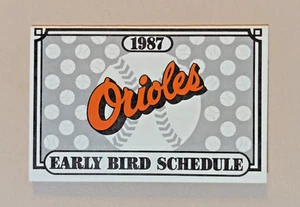 1987
Orioles
EARLY BIRD SCHEDULE